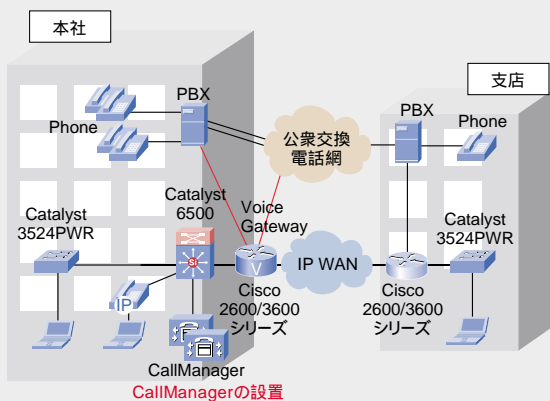 本社
支店
PBX
Phone
公衆交換
電話網
PBX
Phone
Catalyst
6500
Voice
Gateway
Catalyst
3524PWR
Catalyst
3524PWR
SI
V
IP WAN
IP
Cisco
2600/3600
シリーズ
Cisco
2600/3600
シリーズ
CallManager
CallManagerの設置